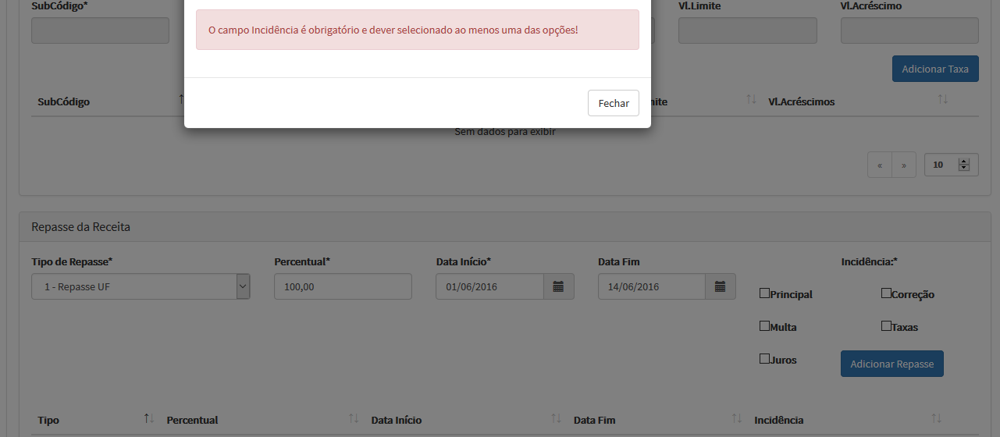 SubCódigo* Vl.Limite Vl.Acréscimo
O campo Incidência é obrigatório e dever selecionado ao menos uma das opções!
Adicionar Taxa
Fechar
SubCódigo Vl.Acréscimos
Sem dados para exibir
« » 10
Repasse da Receita
Tipo de Repasse* Percentual* Data Início* Data Fim Incidência:*
1 - Repasse UF 100,00 01/06/2016 14/06/2016
Principal Correção
Multa Taxas
Juros Adicionar Repasse
Tipo Percentual Data Início Data Fim Incidência